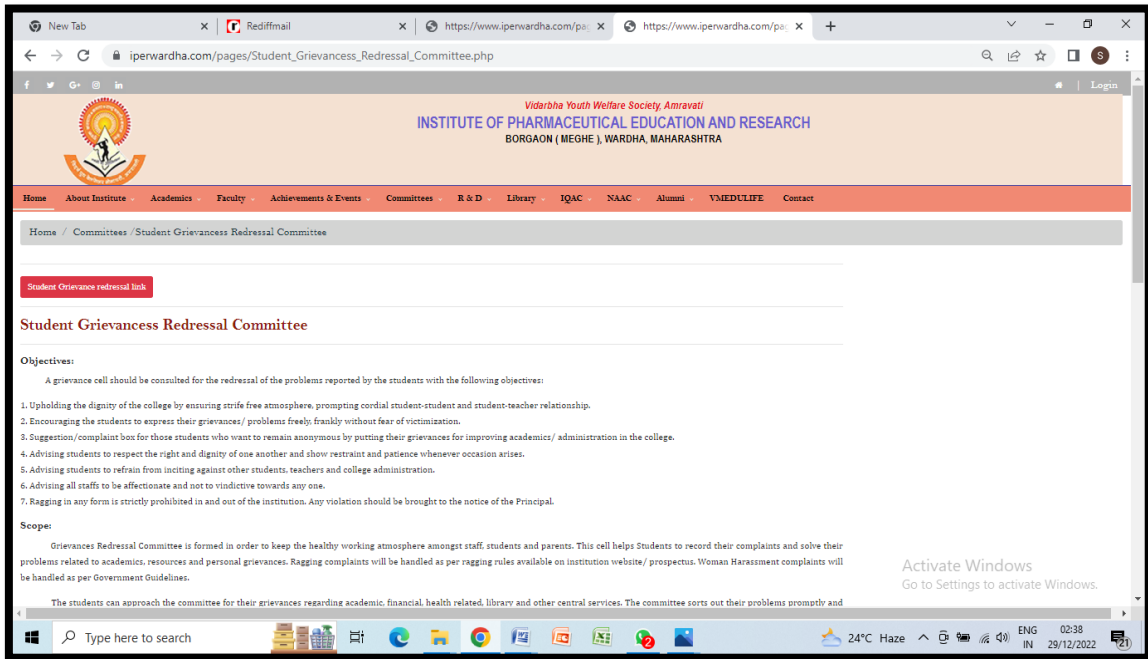 New Tab
Rediffmail
https://www.iperwardha.com/pag
https://www.iperwardha.com/pag
iperwardha.com/pages/Student_Grievancess_Redressal_Committee.php
Login
Vidarbha Youth Welfare Society, Amravati
INSTITUTE OF PHARMACEUTICAL EDUCATION AND RESEARCH
BORGAON ( MEGHE ), WARDHA, MAHARASHTRA
Home About Institute Academics Faculty Achievements & Events Committees R & D Library IQAC NAAC Alumni VMEDULIFE Contact
Home / Committees /Student Grievancess Redressal Committee
Student Grievance redressal link
Student Grievancess Redressal Committee
Objectives:
A grievance cell should be consulted for the redressal of the problems reported by the students with the following objectives:
1. Upholding the dignity of the college by ensuring strife free atmosphere, prompting cordial student-student and student-teacher relationship.
2. Encouraging the students to express their grievances/ problems freely, frankly without fear of victimization.
3. Suggestion/complaint box for those students who want to remain anonymous by putting their grievances for improving academics/ administration in the college.
4. Advising students to respect the right and dignity of one another and show restraint and patience whenever occasion arises.
5. Advising students to refrain from inciting against other students, teachers and college administration.
6. Advising all staffs to be affectionate and not to vindictive towards any one.
7. Ragging in any form is strictly prohibited in and out of the institution. Any violation should be brought to the notice of the Principal.
Scope:
Grievances Redressal Committee is formed in order to keep the healthy working atmosphere amongst staff, students and parents. This cell helps Students to record their complaints and solve their
problems related to academics, resources and personal grievances. Ragging complaints will be handled as per ragging rules available on institution website/ prospectus. Woman Harassment complaints will
be handled as per Government Guidelines.
The students can approach the committee for their grievances regarding academic, financial, health related, library and other central services. The committee sorts out their problems promptly and
Activate Windows
Go to Settings to activate Windows.
Type here to search
24°C Haze
ENG
IN
02:38
29/12/2022